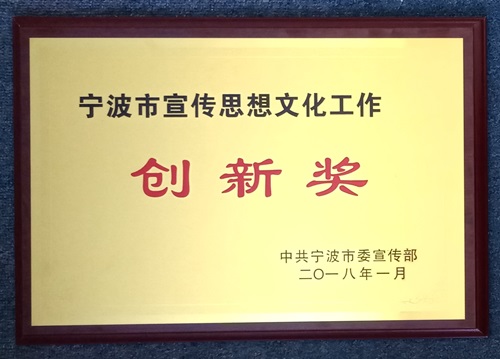 宁波市宣传思想文化工作
创新奖
中共宁波市委宣传部
二〇一八年一月